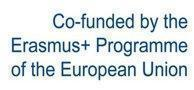 Co-funded by the
Erasmus+ Programme
of the European Union